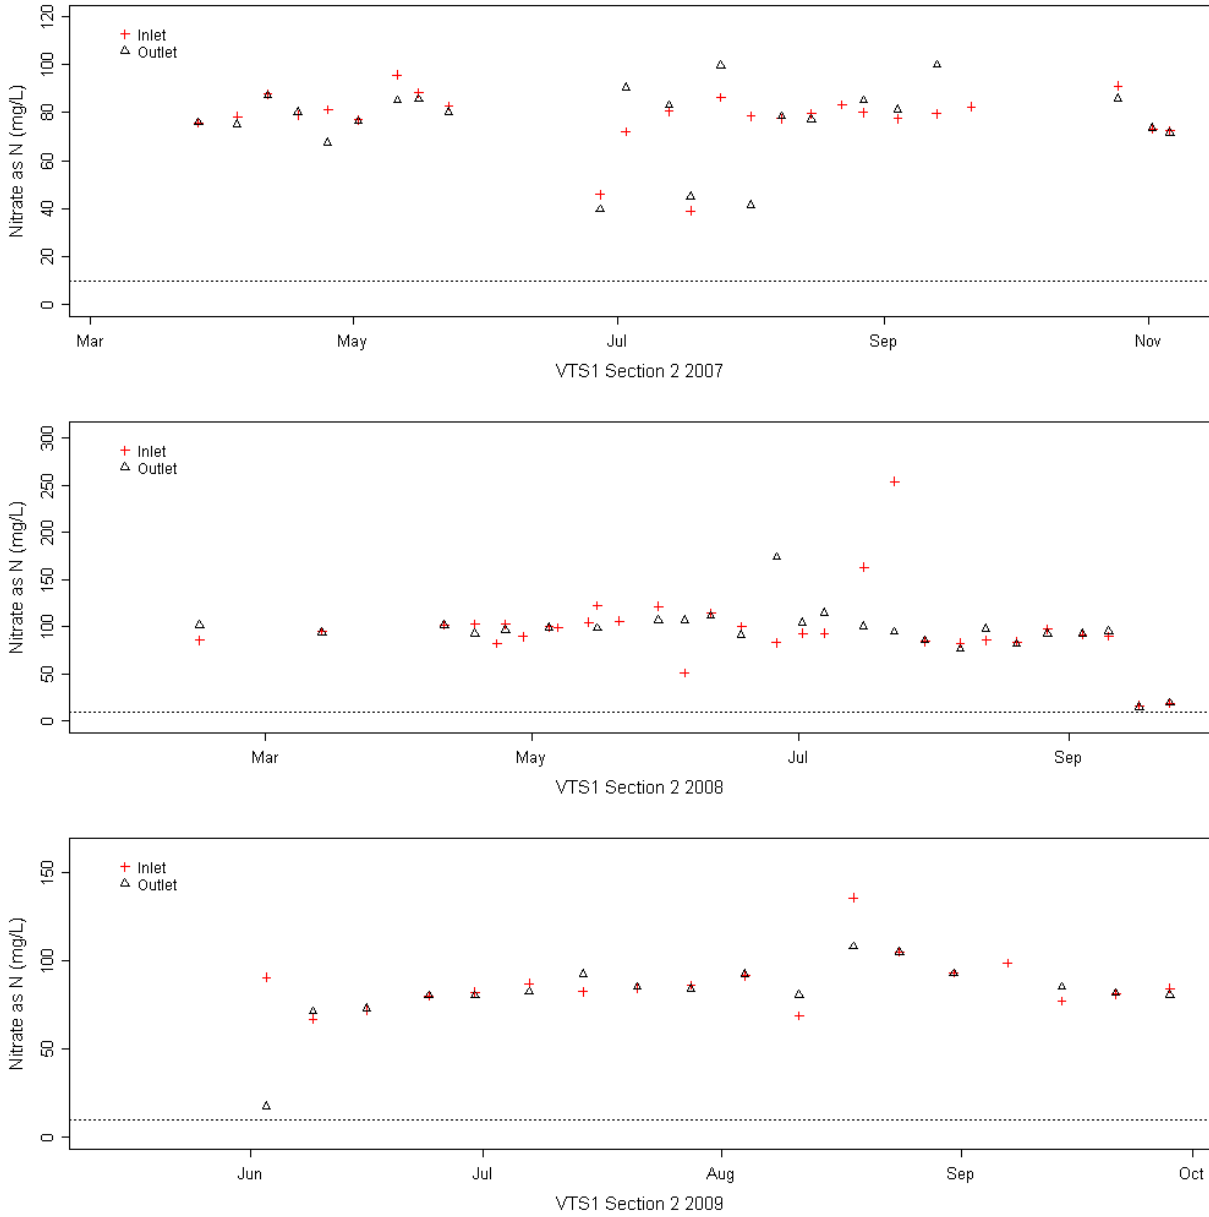 120
100
80
60
40
20
0
Nitrate as N (mg/L)
Inlet
Outlet
Mar May Jul Sep Nov
VTS1 Section 2 2007
300
250
200
150
100
50
0
Nitrate as N (mg/L)
Inlet
Outlet
Mar May Jul Sep
VTS1 Section 2 2008
150
100
50
0
Nitrate as N (mg/L)
Inlet
Outlet
Jun Jul Aug Sep Oct
VTS1 Section 2 2009